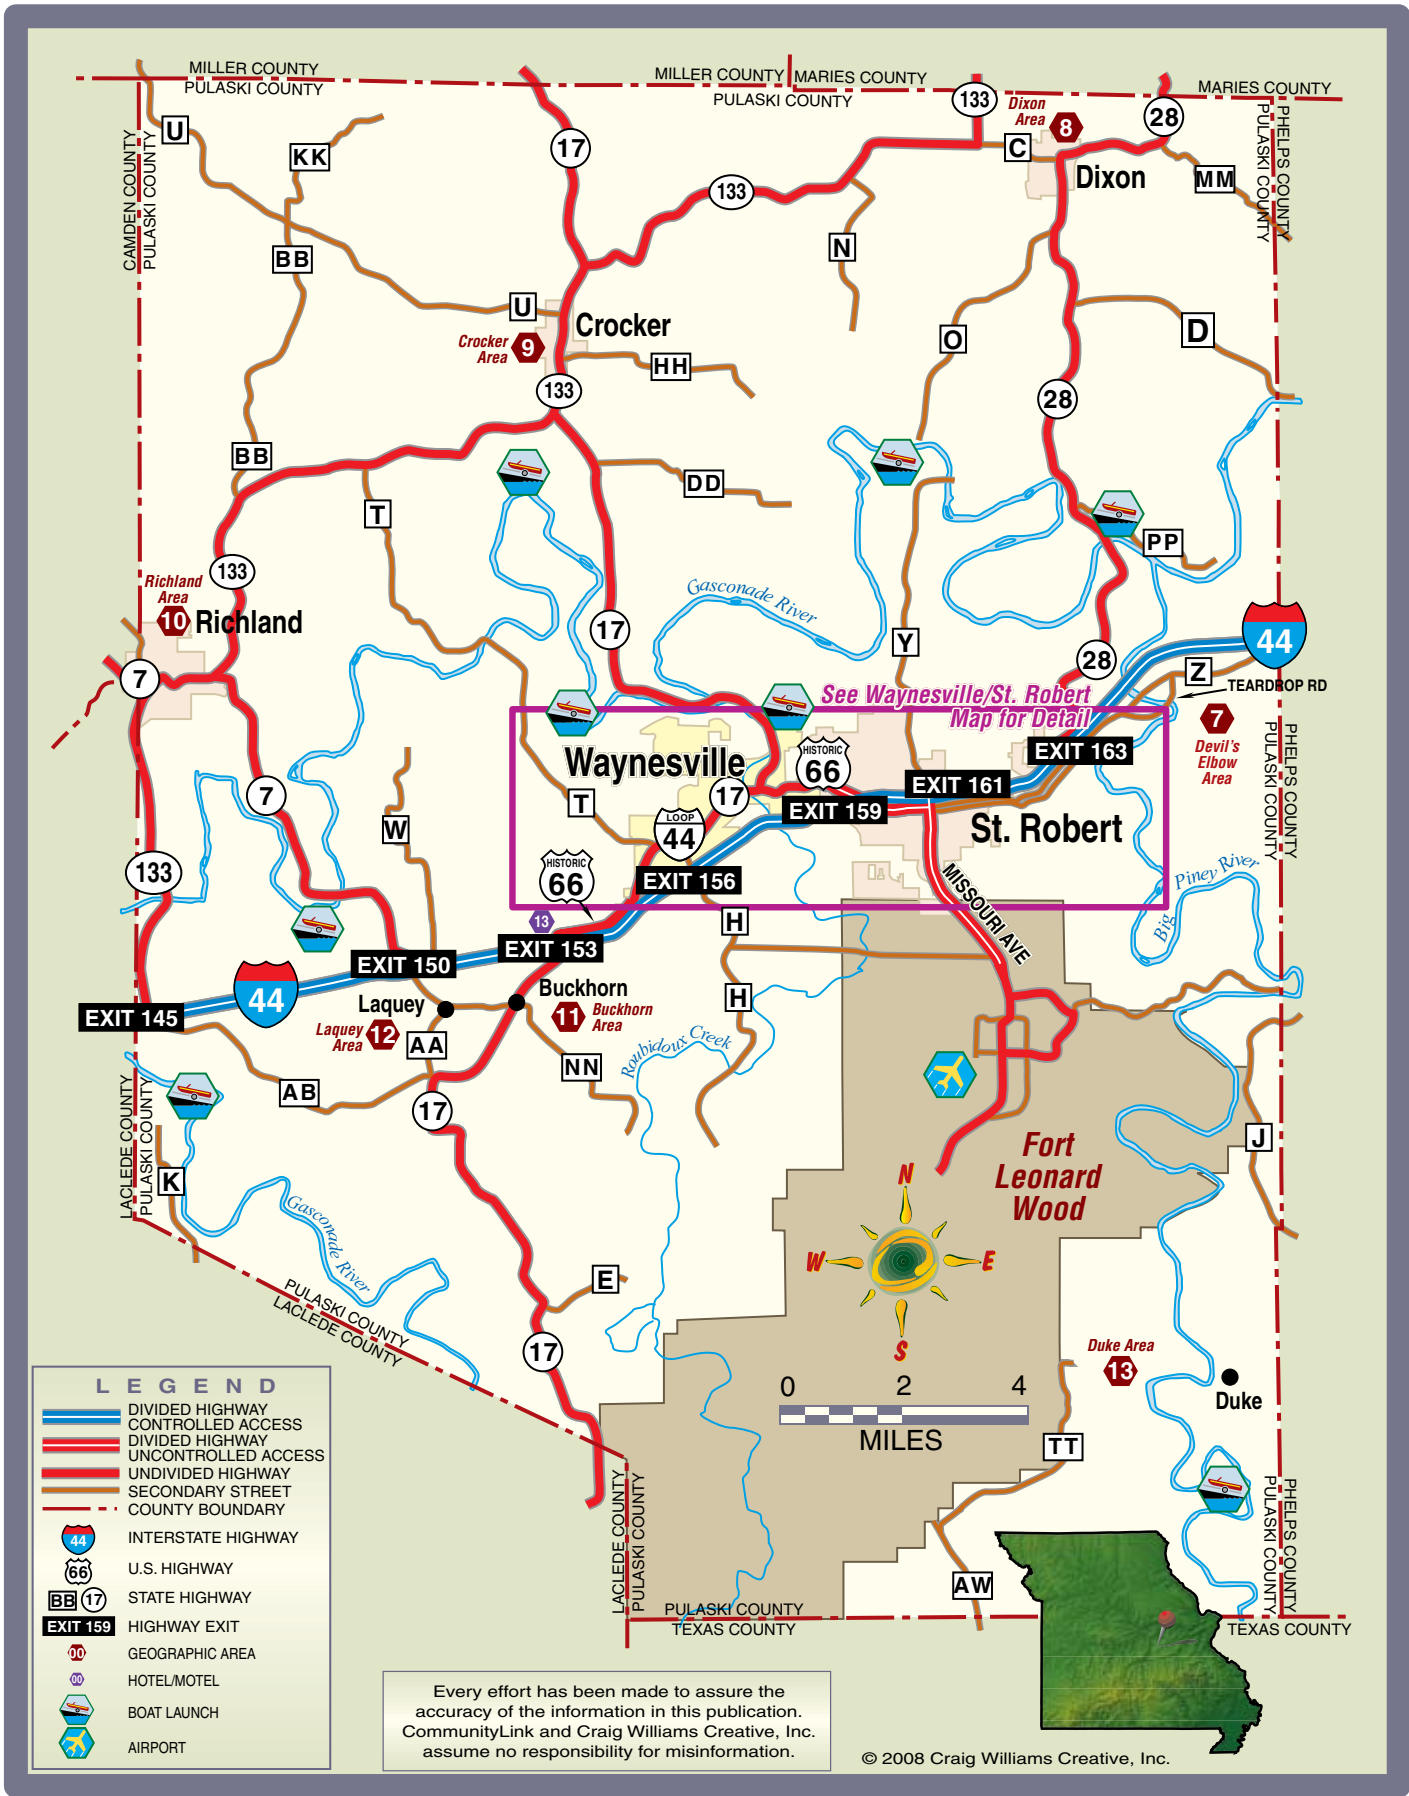 MILLER COUNTY
PULASKI COUNTY
MILLER COUNTY
MARIES COUNTY
PULASKI COUNTY
MARIES COUNTY
CAMDEN COUNTY
PULASKI COUNTY
PHELPS COUNTY
PULASKI COUNTY
U
KK
17
133
133
C
Dixon
Area
8
28
Dixon
MM
BB
N
U
Crocker
Crocker
Area
9
HH
O
D
133
28
BB
T
DD
PP
133
Richland
Area
10
Richland
7
17
Gasconade River
Y
28
44
Z
TEARDROP RD
7
Devil's
Elbow
Area
See Waynesville/St. Robert
Map for Detail
EXIT 163
PHELPS COUNTY
PULASKI COUNTY
Waynesville
HISTORIC
66
EXIT 161
7
17
EXIT 159
T
W
LOOP
44
St. Robert
133
HISTORIC
66
EXIT 156
MISSOURI AVE
Big Piney River
13
H
EXIT 153
EXIT 150
44
EXIT 145
Laquey
Buckhorn
11
Buckhorn
Area
H
Laquey
Area
12
AA
NN
Roubidoux Creek
AB
17
LACLEDE COUNTY
PULASKI COUNTY
K
J
Fort
Leonard
Wood
N
W
E
S
Gasconade River
PULASKI COUNTY
LACLEDE COUNTY
E
17
Duke Area
13
Duke
0 2 4
MILES
TT
LACLEDE COUNTY
PULASKI COUNTY
PHELPS COUNTY
PULASKI COUNTY
AW
PULASKI COUNTY
TEXAS COUNTY
TEXAS COUNTY
LEGEND
DIVIDED HIGHWAY
CONTROLLED ACCESS
DIVIDED HIGHWAY
UNCONTROLLED ACCESS
UNDIVIDED HIGHWAY
SECONDARY STREET
COUNTY BOUNDARY
44 INTERSTATE HIGHWAY
66 U.S. HIGHWAY
BB 17 STATE HIGHWAY
EXIT 159 HIGHWAY EXIT
00 GEOGRAPHIC AREA
00 HOTEL/MOTEL
BOAT LAUNCH
AIRPORT
Every effort has been made to assure the
accuracy of the information in this publication.
CommunityLink and Craig Williams Creative, Inc.
assume no responsibility for misinformation.
© 2008 Craig Williams Creative, Inc.